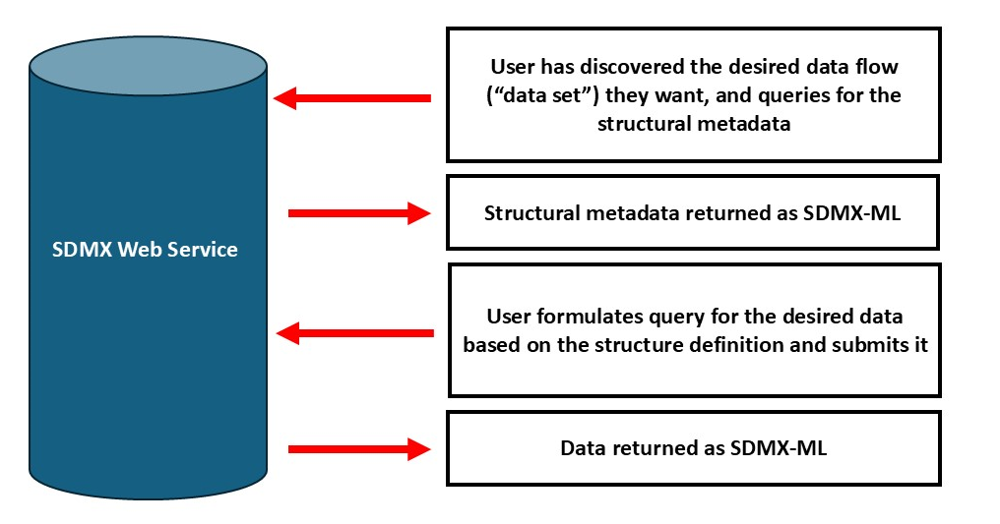 User has discovered the desired data flow
(“data set”) they want, and queries for the
structural metadata
Structural metadata returned as SDMX-ML
SDMX Web Service
User formulates query for the desired data
based on the structure definition and submits it
Data returned as SDMX-ML